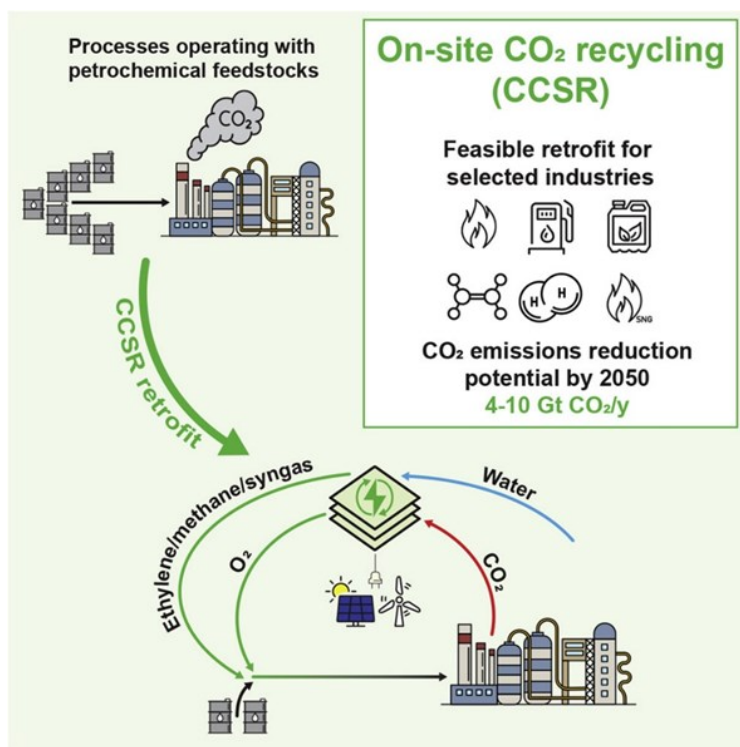 Processes operating with
petrochemical feedstocks
CO₂
On-site CO₂ recycling
(CCSR)
Feasible retrofit for
selected industries
H H
SNG
CO₂ emissions reduction
potential by 2050
4-10 Gt CO₂/y
CCSR retrofit
Ethylene/methane/syngas
O₂
Water
CO₂